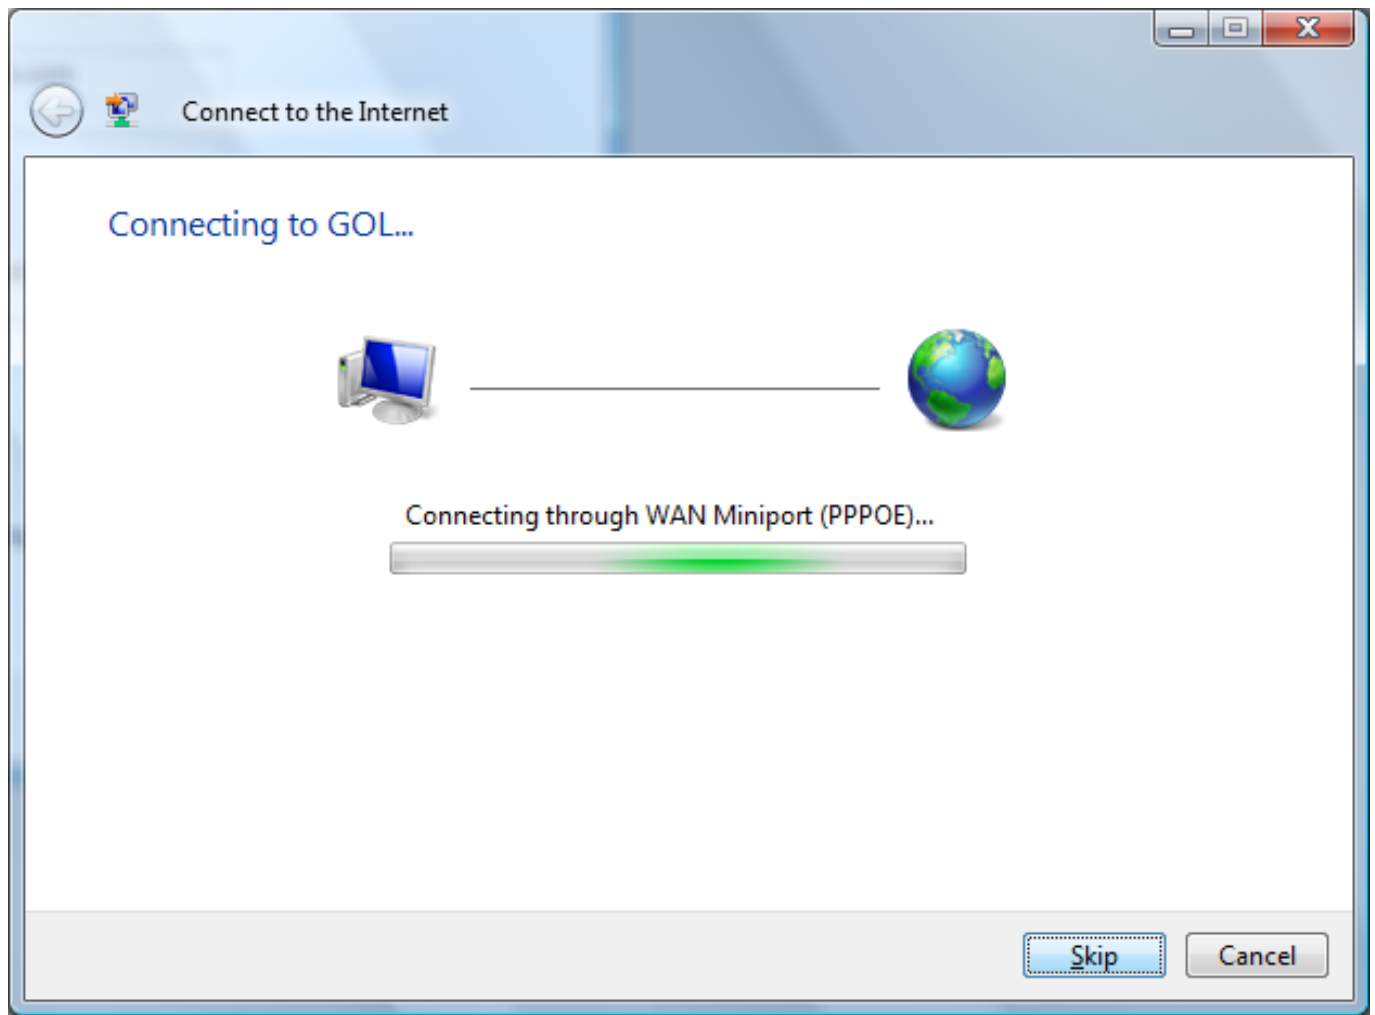 Connect to the Internet
Connecting to GOL...
Connecting through WAN Miniport (PPPOE)...
Skip
Cancel